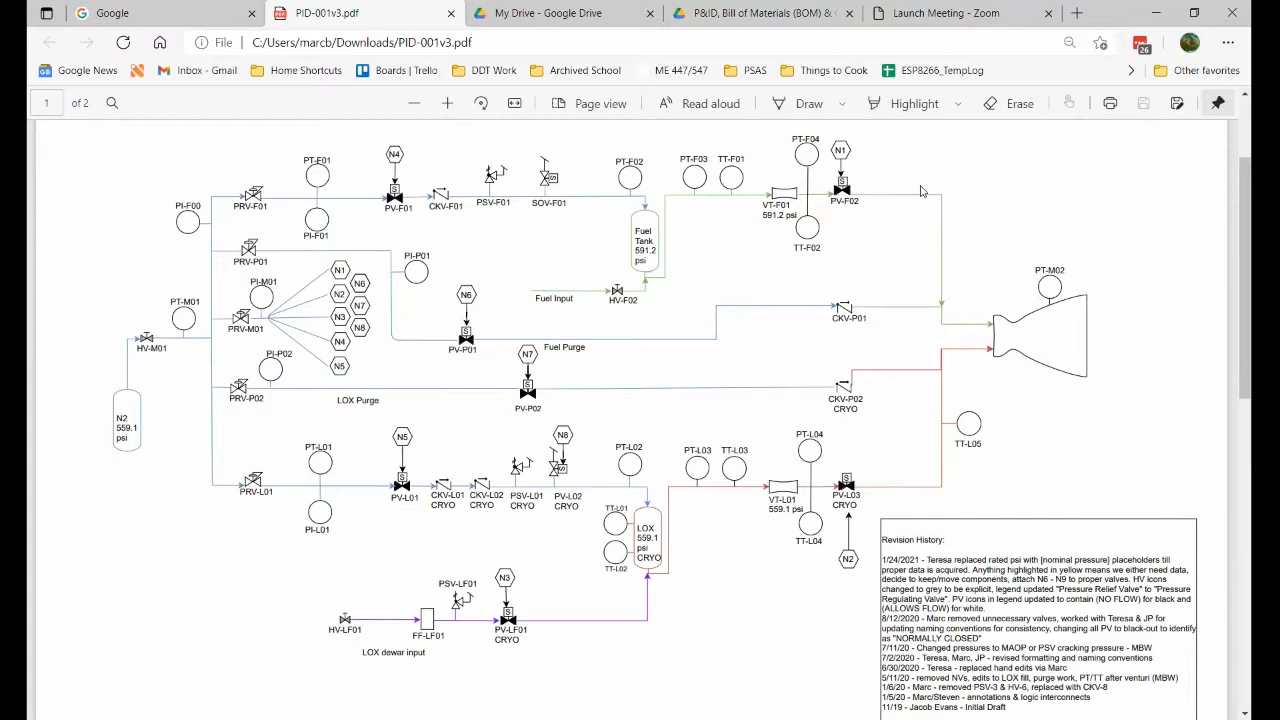 Google
PID-001v3.pdf
My Drive - Google Drive
P&ID, Bill of Materials (BOM) &
Launch Meeting - Zoom
File
C:/Users/marcb/Downloads/PID-001v3.pdf
26
Google News
Inbox - Gmail
Home Shortcuts
Boards | Trello
DIT Work
Archived School
ME 447/547
PSAS
Things to Cook
ESP8266_TempLog
Other favorites
1
of 2
Page view
Read aloud
Draw
Highlight
Erase
PT-F04
N1
N4
PT-F01
PT-F02
PT-F03
TT-F01
PI-F00
PRV-F01
S
PV-F01
CKV-F01
PSV-F01
S
SOV-F01
VT-F01
591.2 psi
S
PV-F02
PI-F01
TT-F02
Fuel
Tank
591.2
psi
PRV-P01
PI-P01
N1
N2
N3
N4
N5
N6
N7
N8
PI-M01
PT-M02
N6
Fuel Input
HV-F02
PT-M01
PRV-M01
CKV-P01
HV-M01
S
PV-P01
Fuel Purge
PI-P02
N7
S
PRV-P02
LOX Purge
PV-P02
CKV-P02
CRYO
N2
559.1
psi
TT-L05
PT-L01
N5
N8
PT-L02
PT-L03
TT-L03
PT-L04
PRV-L01
S
PV-L01
CKV-L01
CRYO
CKV-L02
CRYO
PSV-L01
CRYO
S
PV-L02
CRYO
VT-L01
559.1 psi
S
PV-L03
CRYO
PI-L01
TT-L01
TT-L02
LOX
559.1
psi
CRYO
TT-L04
N2
PSV-LF01
N3
S
HV-LF01
FF-LF01
PV-LF01
CRYO
LOX dewar input
Revision History:
1/24/2021 - Teresa replaced rated psi with [nominal pressure] placeholders till
proper data is acquired. Anything highlighted in yellow means we either need data,
decide to keep/move components, attach N6 - N9 to proper valves. HV icons
changed to grey to be explicit, legend updated "Pressure Relief Valve" to "Pressure
Regulating Valve". PV icons in legend updated to contain (NO FLOW) for black and
(ALLOWS FLOW) for white.
8/12/2020 - Marc removed unnecessary valves, worked with Teresa & JP for
updating naming conventions for consistency, changing all PV to black-out to identify
as "NORMALLY CLOSED"
7/11/20 - Changed pressures to MAOP or PSV cracking pressure - MBW
7/2/2020 - Teresa, Marc, JP - revised formatting and naming conventions
6/30/2020 - Teresa - replaced hand edits via Marc
5/11/20 - removed NVs, edits to LOX fill, purge work, PT/TT after venturi (MBW)
1/6/20 - Marc - removed PSV-3 & HV-6, replaced with CKV-8
1/5/20 - Marc/Steven - annotations & logic interconnects
11/19 - Jacob Evans - Initial Draft